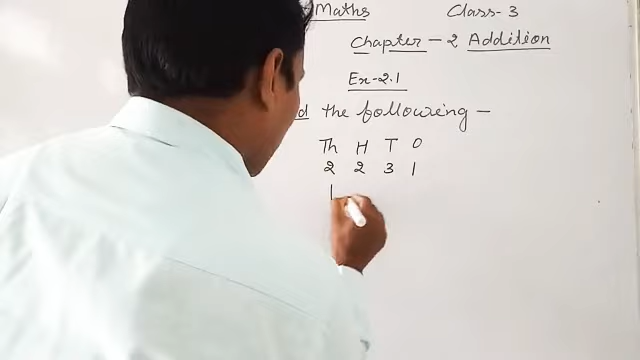 Maths Class-3
Chapter - 2 Addition
Ex-2.1
the following -
Th H T O
2 2 3 1
1